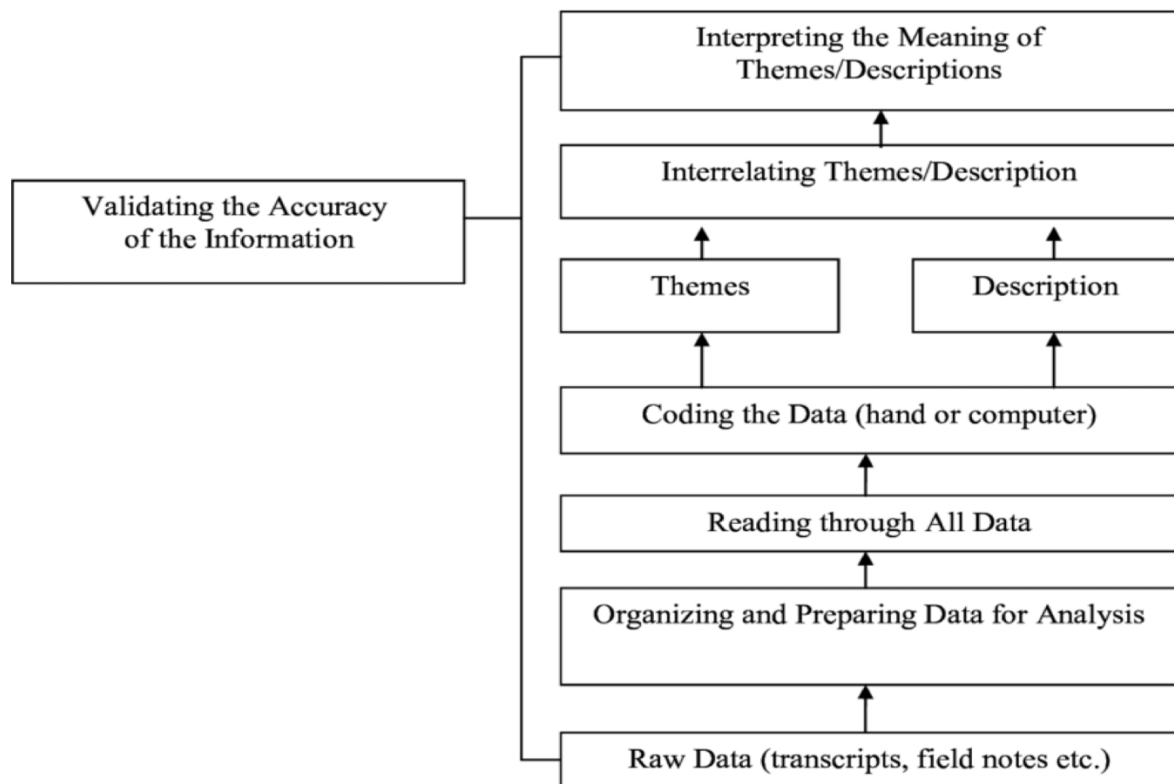 Interpreting the Meaning of
Themes/Descriptions
Interrelating Themes/Description
Validating the Accuracy
of the Information
Themes
Description
Coding the Data (hand or computer)
Reading through All Data
Organizing and Preparing Data for Analysis
Raw Data (transcripts, field notes etc.)